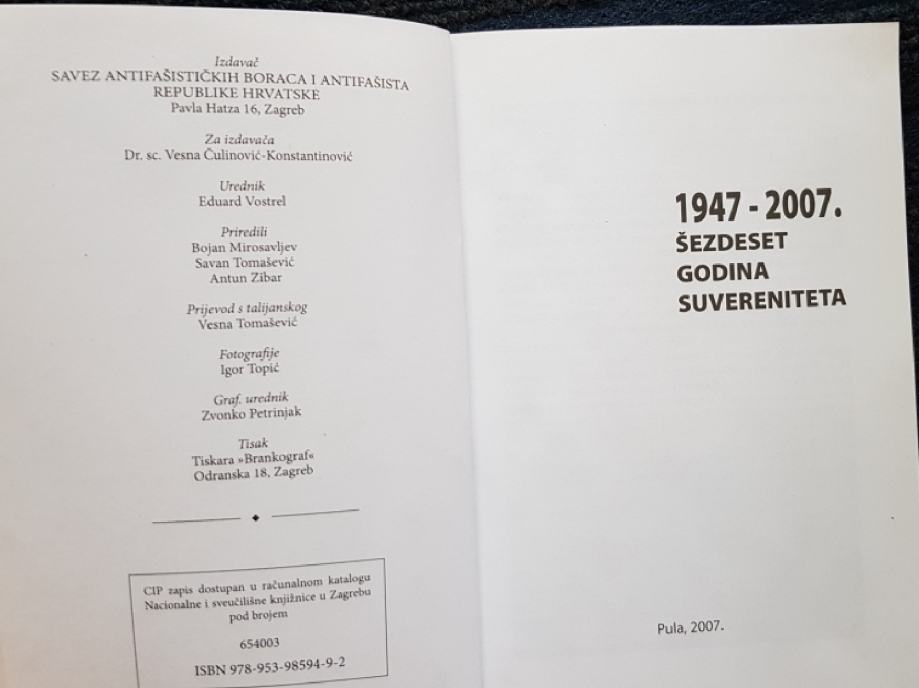 Izdavač
SAVEZ ANTIFAŠISTIČKIH BORACA I ANTIFAŠISTA
REPUBLIKE HRVATSKE
Pavla Hatza 16, Zagreb
Za izdavača
Dr. sc. Vesna Čulinović-Konstantinović
Urednik
Eduard Vostrel
Priredili
Bojan Mirosavljev
Savan Tomašević
Antun Zibar
Prijevod s talijanskog
Vesna Tomašević
Fotografije
Igor Topić
Graf. urednik
Zvonko Petrinjak
Tisak
Tiskara »Brankograf«
Odranska 18, Zagreb
CIP zapis dostupan u računalnom katalogu
Nacionalne i sveučilišne knjižnice u Zagrebu
pod brojem
654003
ISBN 978-953-98594-9-2
1947 - 2007.
ŠEZDESET
GODINA
SUVERENITETA
Pula, 2007.